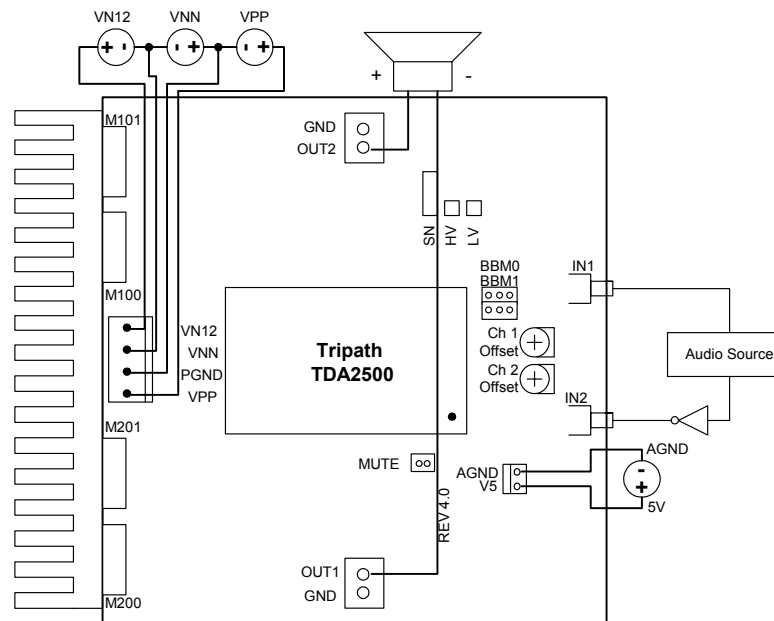 VN12 VNN VPP
+ - - + - +
+ -
M101
GND
OUT2
SN HV LV
M100
BBM0
BBM1
IN1
VN12
VNN
PGND
VPP
Tripath
TDA2500
Ch 1
Offset
Ch 2
Offset
Audio Source
IN2
M201
MUTE
AGND
V5
AGND
-
+
5V
REV 4.0
OUT1
GND
M200